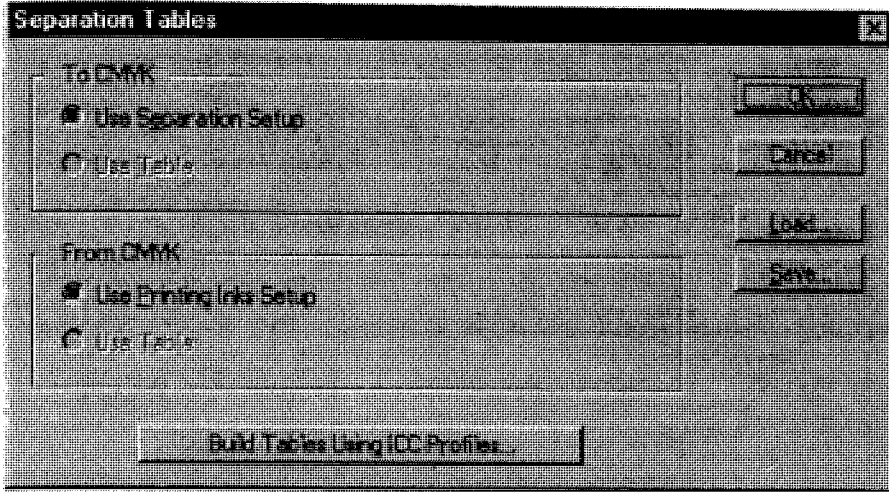 Separation Tables
To CMYK
Use Separation Setup
Use Table
From CMYK
Use Printing Inks Setup
Use Table
OK
Cancel
Load...
Save...
Build Tables Using ICC Profiles...